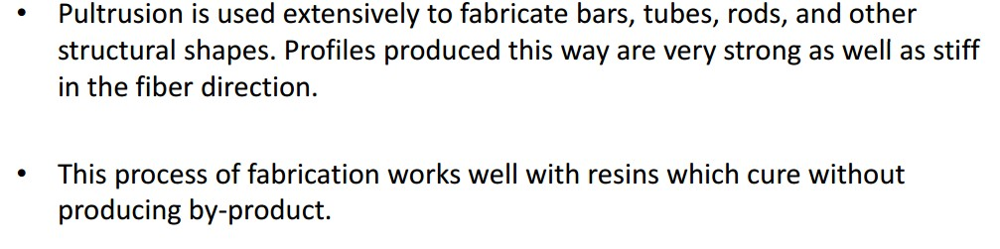 • Pultrusion is used extensively to fabricate bars, tubes, rods, and other
structural shapes. Profiles produced this way are very strong as well as stiff
in the fiber direction.
• This process of fabrication works well with resins which cure without
producing by-product.